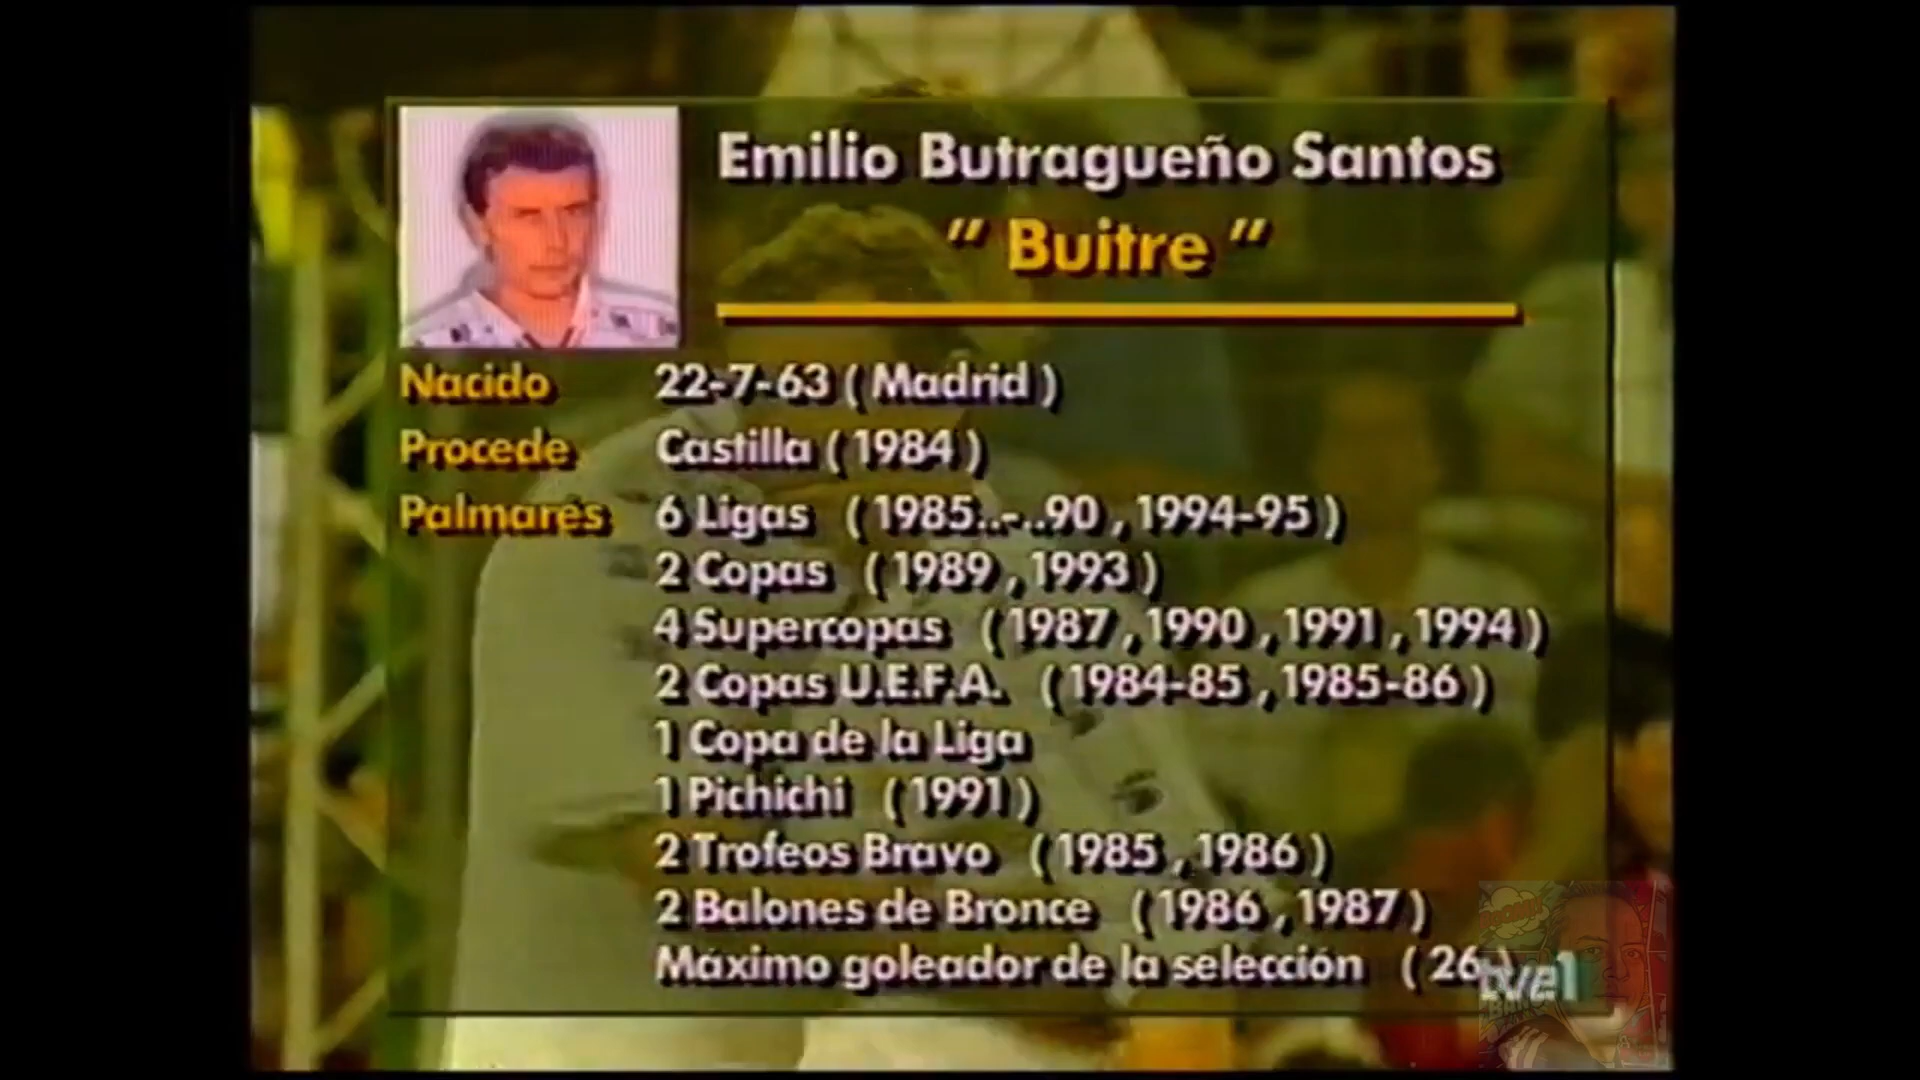 Emilio Butragueño Santos
" Buitre "
Nacido 22-7-63 ( Madrid )
Procede Castilla ( 1984 )
Palmarés 6 Ligas ( 1985..-..90 , 1994-95 )
2 Copas ( 1989 , 1993 )
4 Supercopas ( 1987 , 1990 , 1991 , 1994 )
2 Copas U.E.F.A. ( 1984-85 , 1985-86 )
1 Copa de la Liga
1 Pichichi ( 1991 )
2 Trofeos Bravo ( 1985 , 1986 )
2 Balones de Bronce ( 1986 , 1987 )
Máximo goleador de la selección ( 26 )
tve1